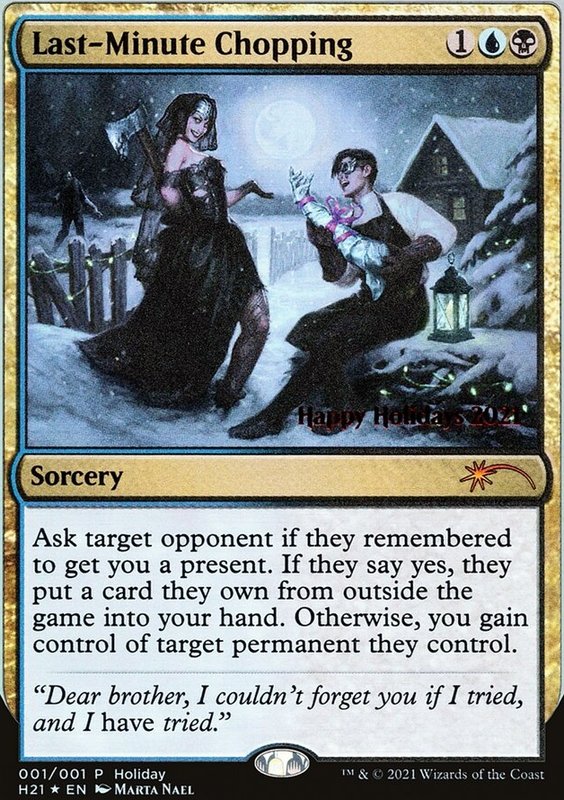 Last-Minute Chopping 1
Happy Holidays 2021
Sorcery
Ask target opponent if they remembered
to get you a present. If they say yes, they
put a card they own from outside the
game into your hand. Otherwise, you gain
control of target permanent they control.
“Dear brother, I couldn’t forget you if I tried,
and I have tried.”
001/001 P Holiday
H21 ★ EN Marta Nael
™ & © 2021 Wizards of the Coast